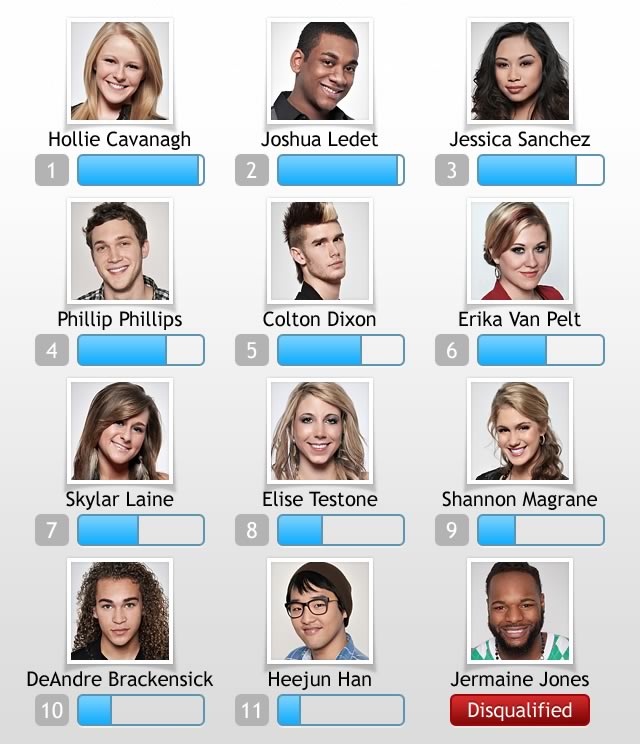 Hollie Cavanagh
Joshua Ledet
Jessica Sanchez
1
2
3
Phillip Phillips
Colton Dixon
Erika Van Pelt
4
5
6
Skylar Laine
Elise Testone
Shannon Magrane
7
8
9
DeAndre Brackensick
Heejun Han
Jermaine Jones
10
11
Disqualified